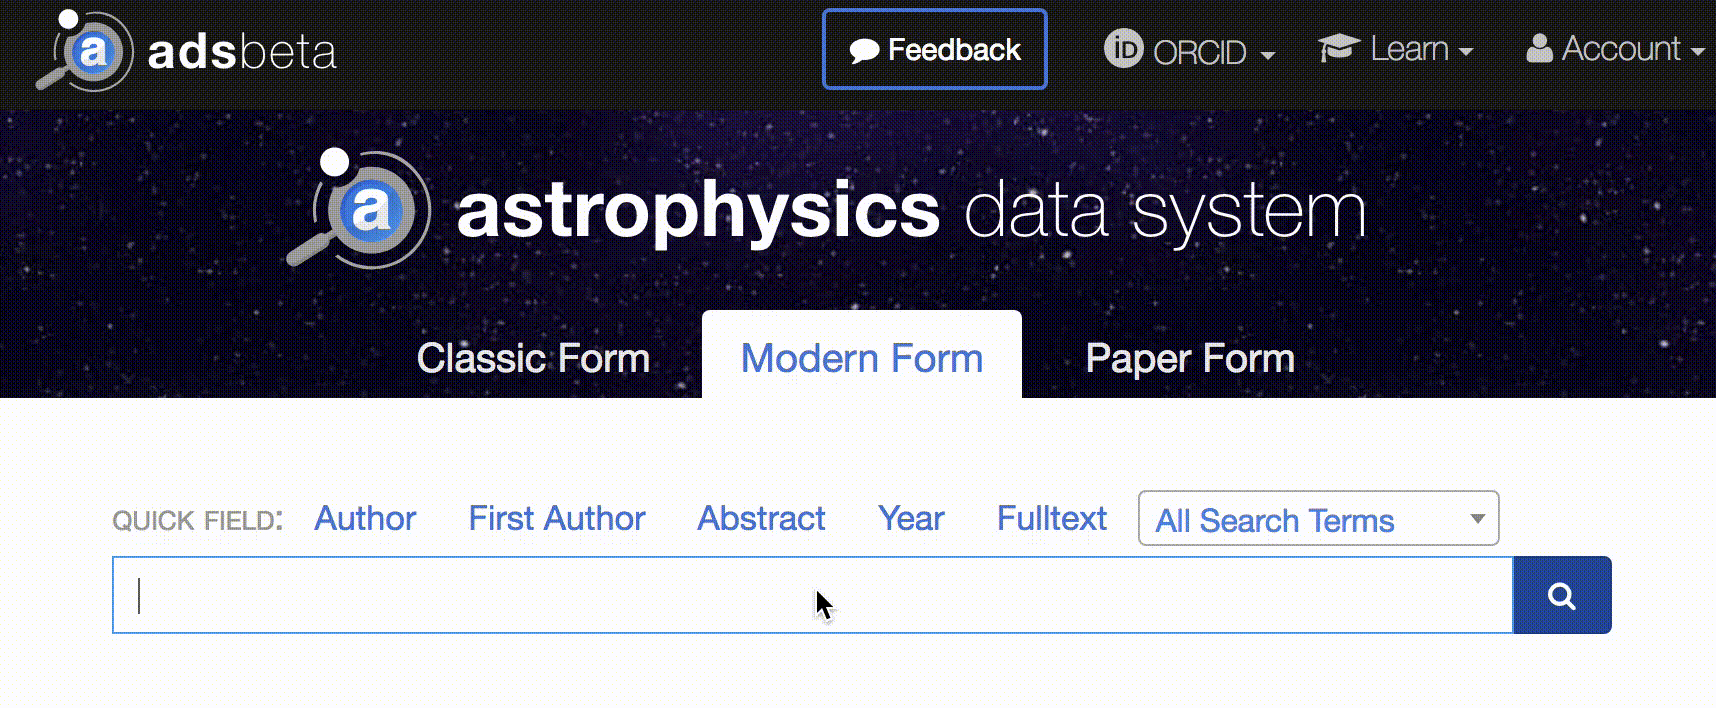 a adsbeta Feedback iD ORCID Learn Account
a astrophysics data system
Classic Form Modern Form Paper Form
QUICK FIELD: Author First Author Abstract Year Fulltext All Search Terms